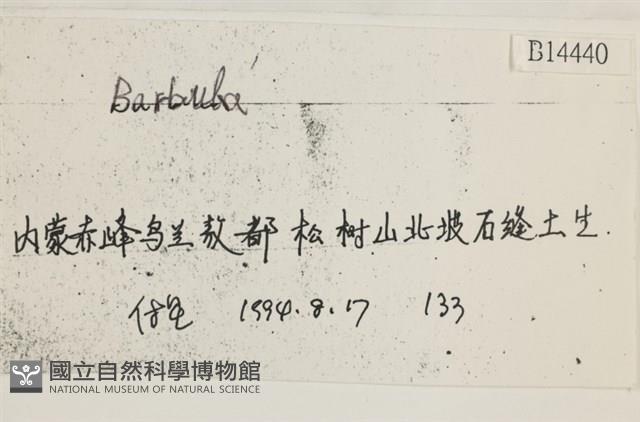 B14440
Barbula
内蒙赤峰乌兰敖都松树山北坡石缝土生.
1994.8.17 133
國立自然科學博物館
NATIONAL MUSEUM OF NATURAL SCIENCE